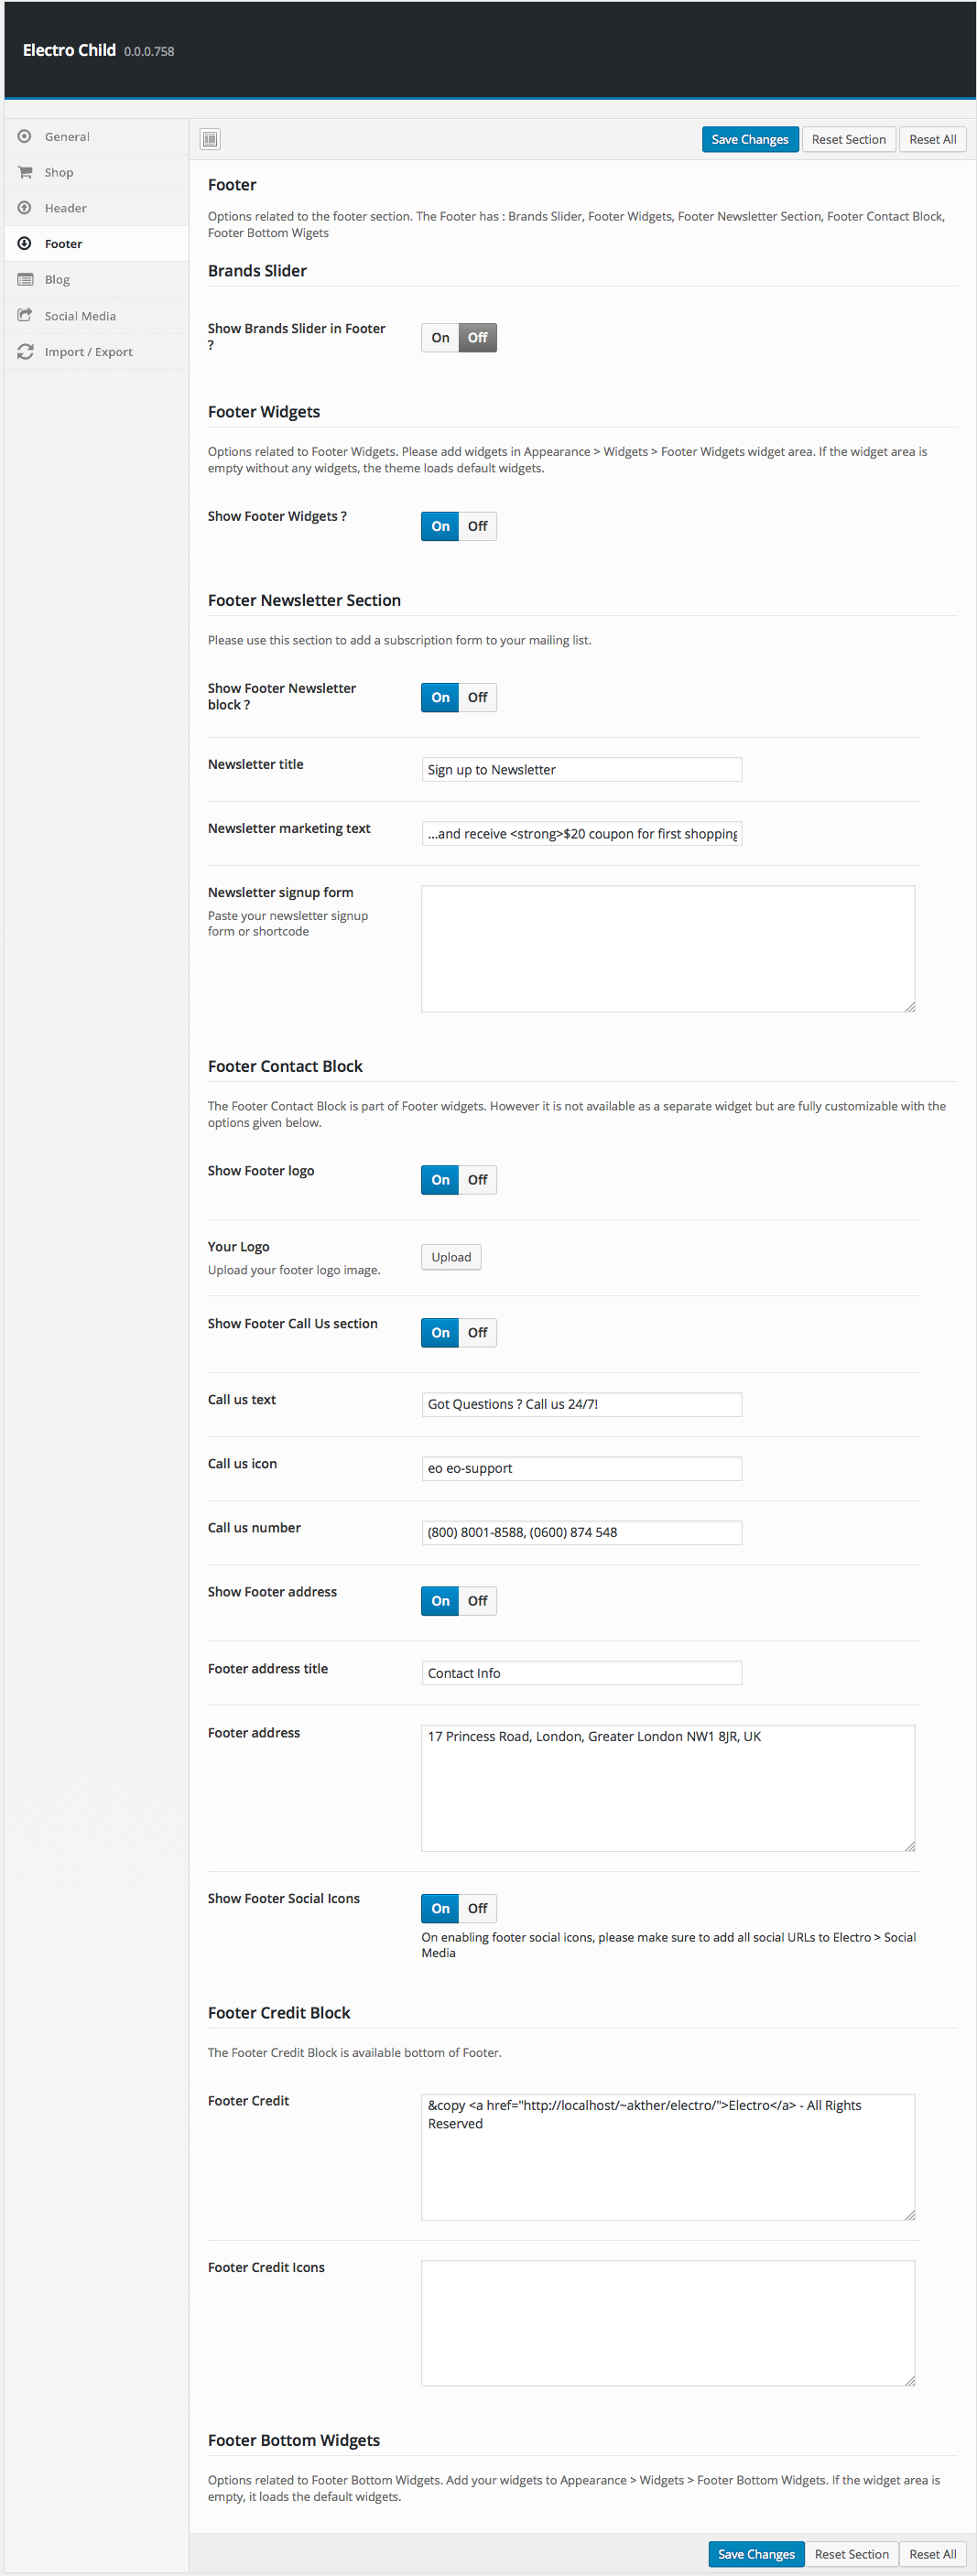 Electro Child 0.0.0.758
General
Shop
Header
Footer
Blog
Social Media
Import / Export
Save Changes Reset Section Reset All
Footer
Options related to the footer section. The Footer has : Brands Slider, Footer Widgets, Footer Newsletter Section, Footer Contact Block,
Footer Bottom Wigets
Brands Slider
Show Brands Slider in Footer
?
On Off
Footer Widgets
Options related to Footer Widgets. Please add widgets in Appearance > Widgets > Footer Widgets widget area. If the widget area is
empty without any widgets, the theme loads default widgets.
Show Footer Widgets ?
On Off
Footer Newsletter Section
Please use this section to add a subscription form to your mailing list.
Show Footer Newsletter
block ?
On Off
Newsletter title
Sign up to Newsletter
Newsletter marketing text
...and receive <strong>$20 coupon for first shopping
Newsletter signup form
Paste your newsletter signup
form or shortcode
Footer Contact Block
The Footer Contact Block is part of Footer widgets. However it is not available as a separate widget but are fully customizable with the
options given below.
Show Footer logo
On Off
Your Logo
Upload your footer logo image.
Upload
Show Footer Call Us section
On Off
Call us text
Got Questions ? Call us 24/7!
Call us icon
eo eo-support
Call us number
(800) 8001-8588, (0600) 874 548
Show Footer address
On Off
Footer address title
Contact Info
Footer address
17 Princess Road, London, Greater London NW1 8JR, UK
Show Footer Social Icons
On Off
On enabling footer social icons, please make sure to add all social URLs to Electro > Social
Media
Footer Credit Block
The Footer Credit Block is available bottom of Footer.
Footer Credit
&copy <a href="http://localhost/~akther/electro/">Electro</a> - All Rights
Reserved
Footer Credit Icons
Footer Bottom Widgets
Options related to Footer Bottom Widgets. Add your widgets to Appearance > Widgets > Footer Bottom Widgets. If the widget area is
empty, it loads the default widgets.
Save Changes Reset Section Reset All